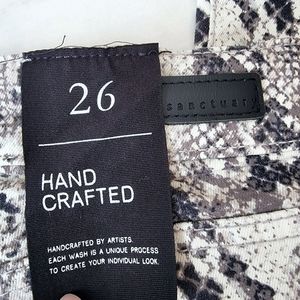 26
sanctuary
HAND
CRAFTED
HANDCRAFTED BY ARTISTS.
EACH WASH IS A UNIQUE PROCESS
TO CREATE YOUR INDIVIDUAL LOOK.